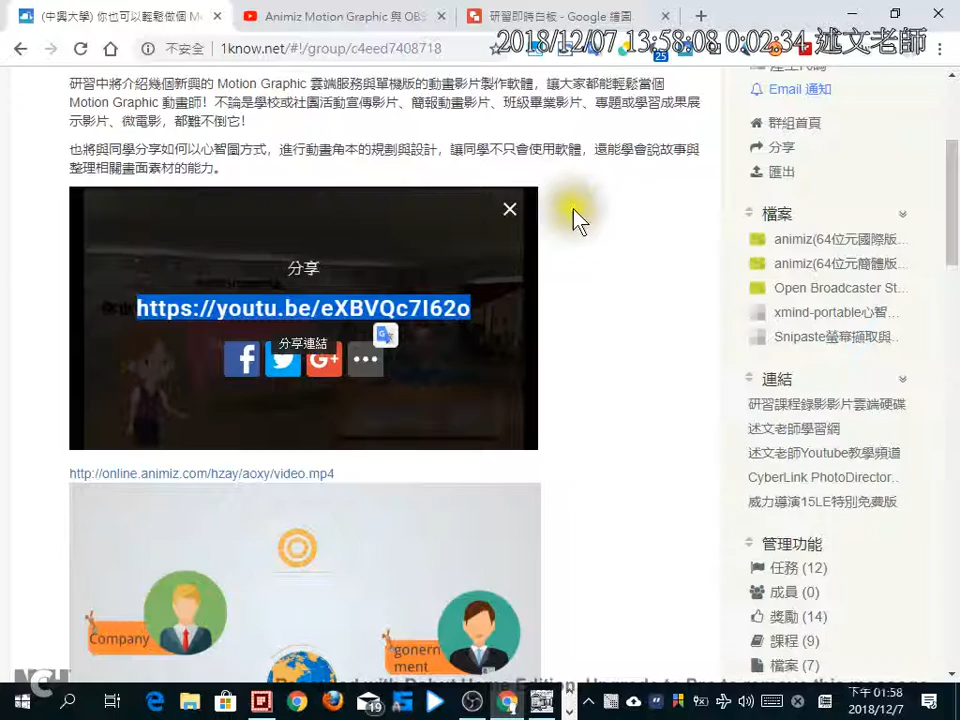 (中興大學) 你也可以輕鬆做個 M
Animiz Motion Graphic 與 OBS
研習即時白板 - Google 繪圖
2018/12/07 13:58:08 0:02:34 述文老師
不安全
1know.net/#!/group/c4eed7408718
25
研習中將介紹幾個新興的 Motion Graphic 雲端服務與單機版的動畫影片製作軟體，讓大家都能輕鬆當個
Motion Graphic 動畫師！不論是學校或社團活動宣傳影片、簡報動畫影片、班級畢業影片、專題或學習成果展
示影片、微電影，都難不倒它！
也將與同學分享如何以心智圖方式，進行動畫角本的規劃與設計，讓同學不只會使用軟體，還能學會說故事與
整理相關畫面素材的能力。
分享
https://youtu.be/eXBVQc7I62o
分享連結
http://online.animiz.com/hzay/aoxy/video.mp4
Company
gonern
ment
Email 通知
群組首頁
分享
匯出
檔案
animiz(64位元國際版...
animiz(64位元簡體版...
Open Broadcaster St...
xmind-portable心智...
Snipaste螢幕擷取與...
連結
研習課程錄影影片雲端硬碟
述文老師學習網
述文老師Youtube教學頻道
CyberLink PhotoDirector...
威力導演15LE特別免費版
管理功能
任務 (12)
成員 (0)
獎勵 (14)
課程 (9)
檔案 (7)
NCH
19
下午 01:58
2018/12/7